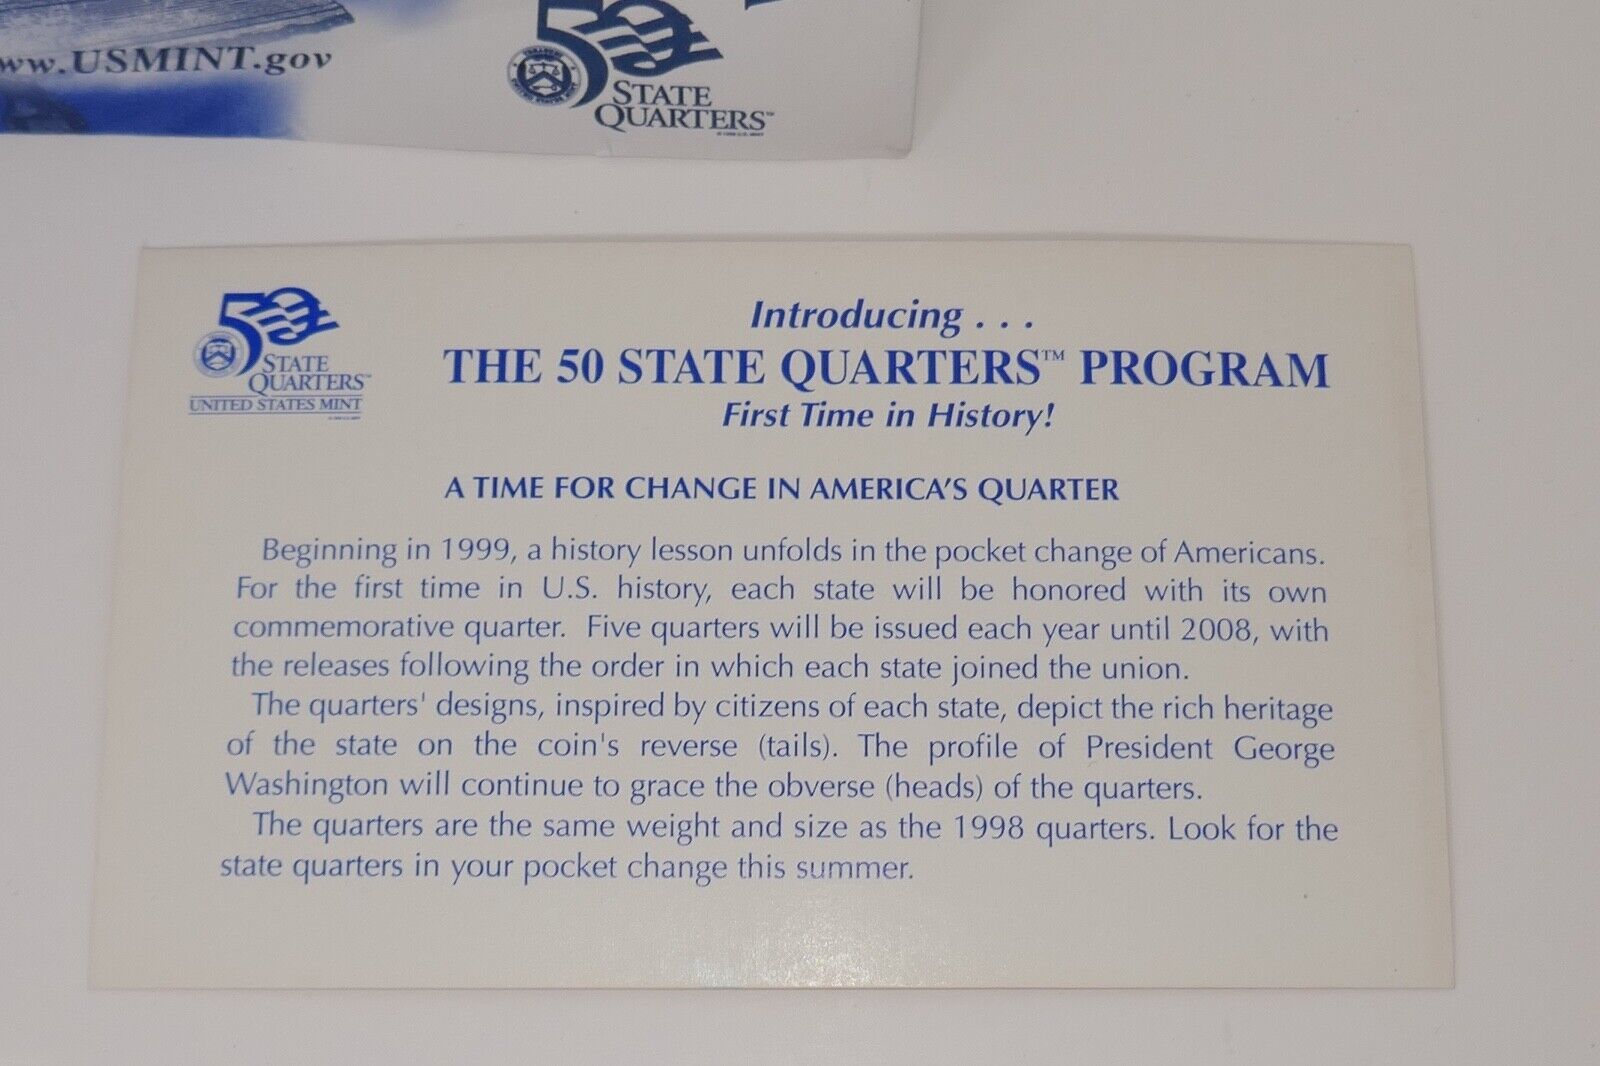 ww.USMINT.gov
50
STATE
QUARTERS™
50
STATE
QUARTERS™
UNITED STATES MINT
Introducing . . .
THE 50 STATE QUARTERS™ PROGRAM
First Time in History!
A TIME FOR CHANGE IN AMERICA'S QUARTER
Beginning in 1999, a history lesson unfolds in the pocket change of Americans.
For the first time in U.S. history, each state will be honored with its own
commemorative quarter. Five quarters will be issued each year until 2008, with
the releases following the order in which each state joined the union.
The quarters' designs, inspired by citizens of each state, depict the rich heritage
of the state on the coin's reverse (tails). The profile of President George
Washington will continue to grace the obverse (heads) of the quarters.
The quarters are the same weight and size as the 1998 quarters. Look for the
state quarters in your pocket change this summer.